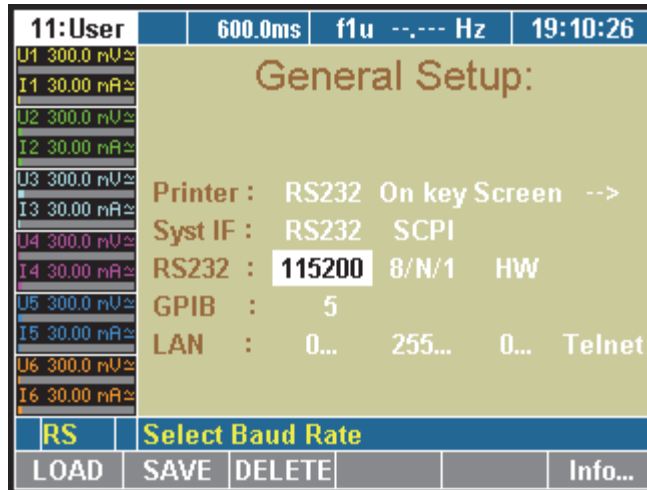 11:User 600.0ms f1u --.--- Hz 19:10:26
U1 300.0 mV≃
I1 30.00 mA≃
U2 300.0 mV≃
I2 30.00 mA≃
U3 300.0 mV≃
I3 30.00 mA≃
U4 300.0 mV≃
I4 30.00 mA≃
U5 300.0 mV≃
I5 30.00 mA≃
U6 300.0 mV≃
I6 30.00 mA≃
General Setup:
Printer : RS232 On key Screen -->
Syst IF : RS232 SCPI
RS232 : 115200 8/N/1 HW
GPIB : 5
LAN : 0... 255... 0... Telnet
RS Select Baud Rate
LOAD SAVE DELETE Info...